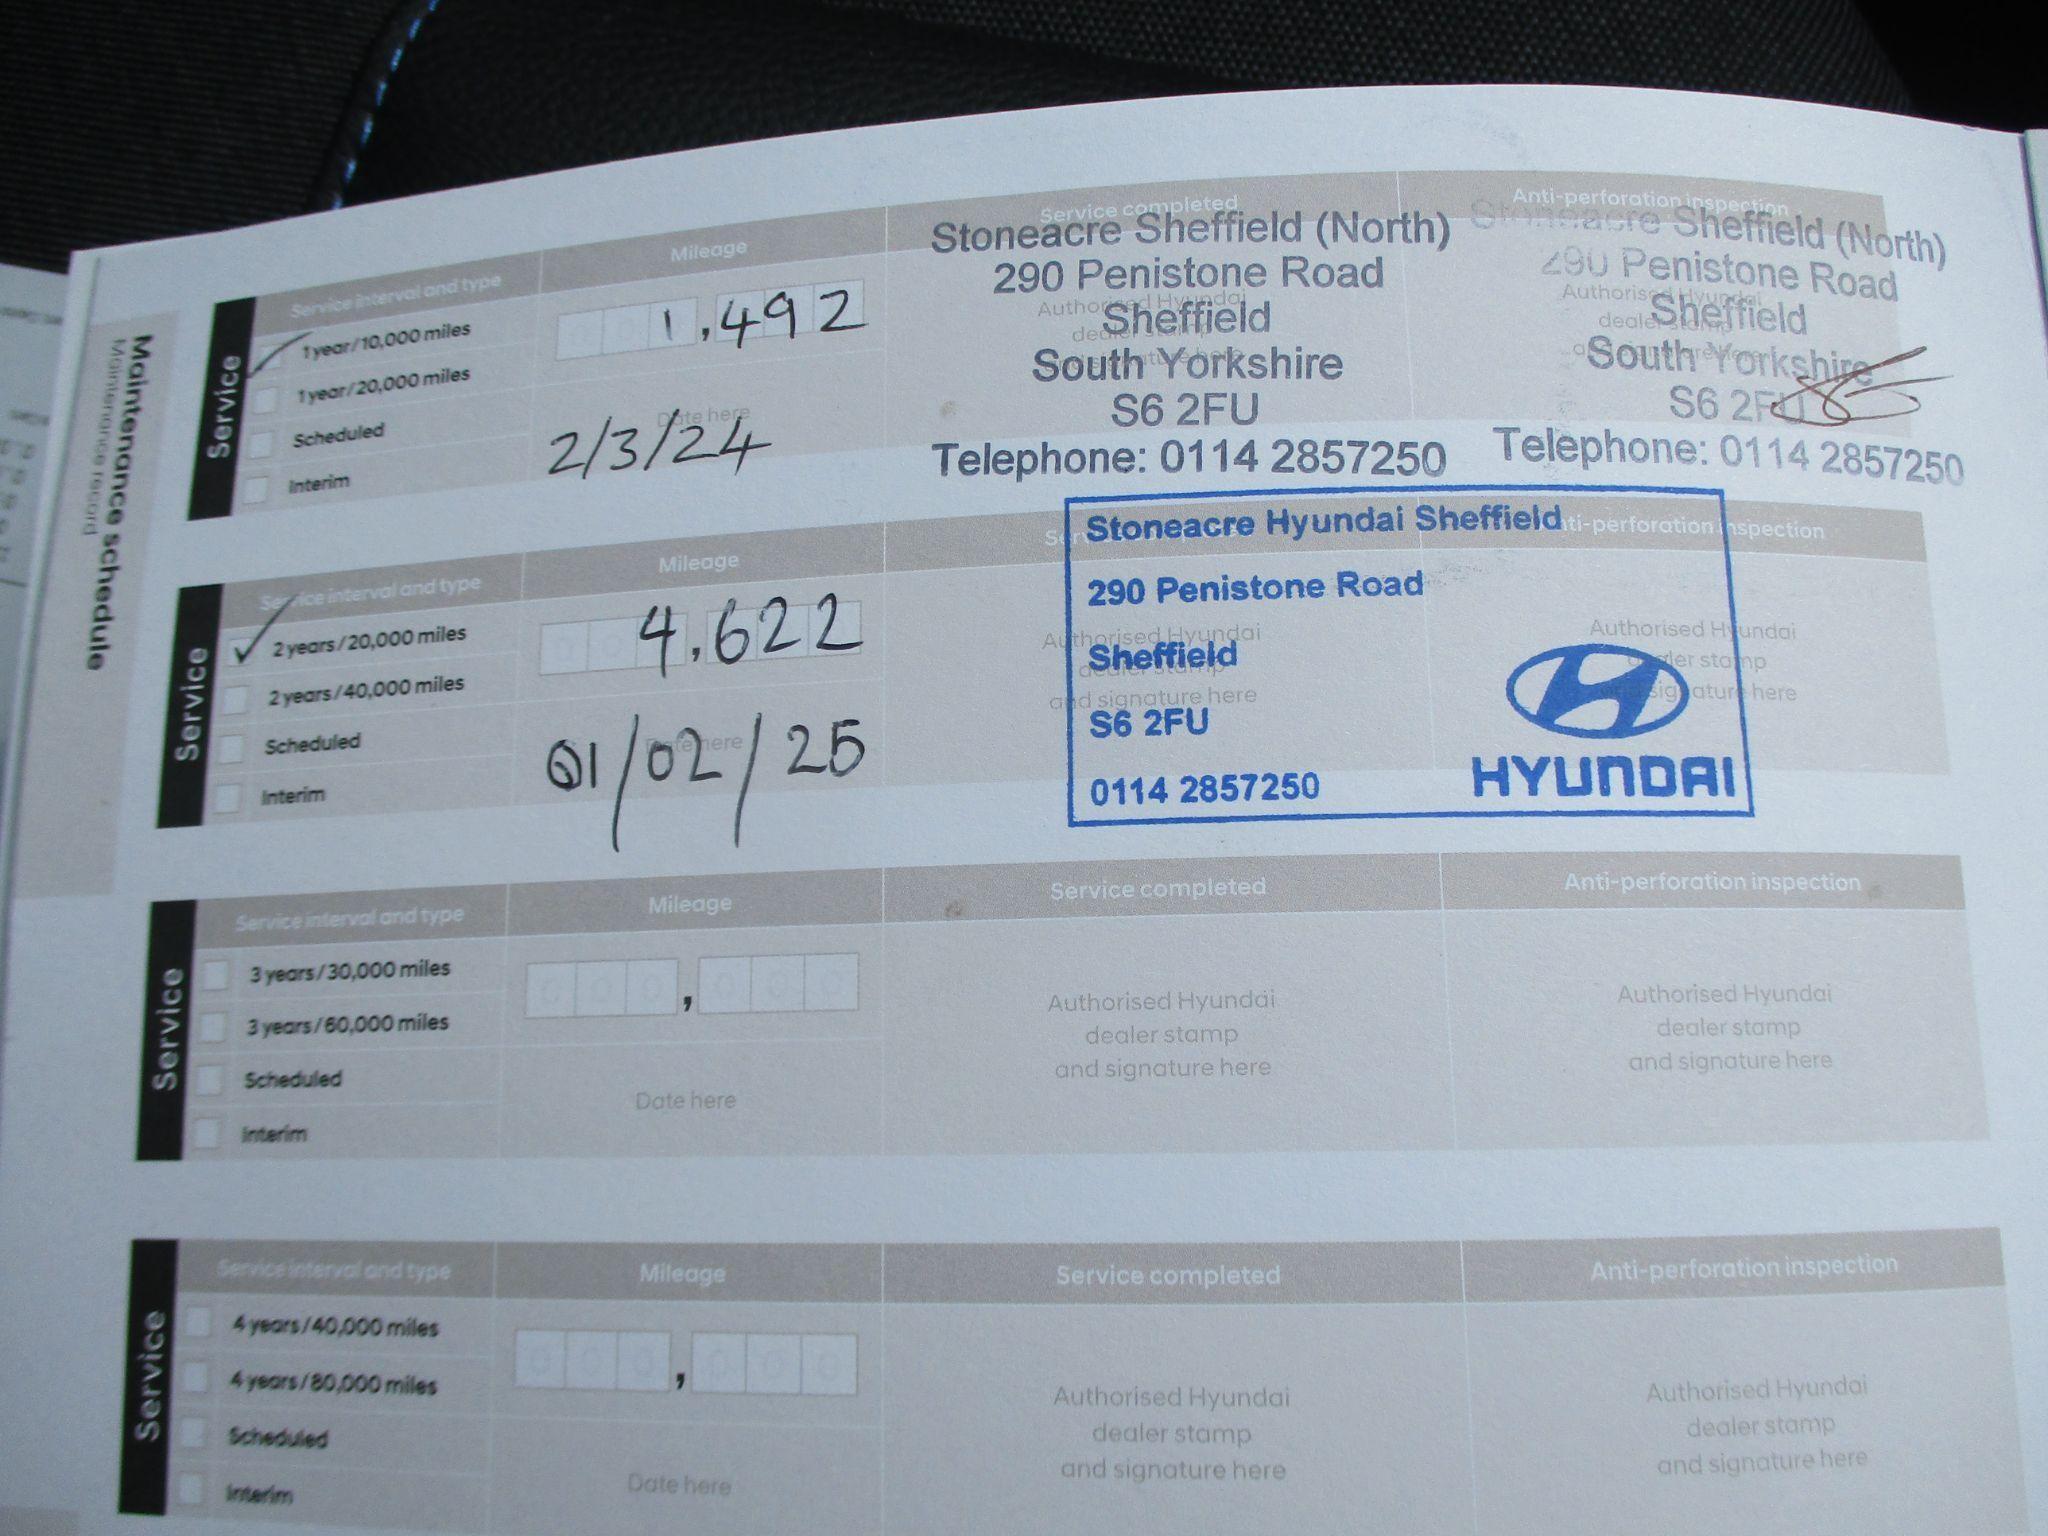 Maintenance schedule
Maintenance record
Service
Service interval and type
Mileage
Service completed
Anti-perforation inspection
1 year/10,000 miles
1 year/20,000 miles
Scheduled
Interim
1,492
Date here
2/3/24
Authorised Hyundai
dealer stamp
and signature here
Stoneacre Sheffield (North)
290 Penistone Road
Sheffield
South Yorkshire
S6 2FU
Telephone: 0114 2857250
Authorised Hyundai
dealer stamp
and signature here
Stoneacre Sheffield (North)
290 Penistone Road
Sheffield
South Yorkshire
S6 2FU
Telephone: 0114 2857250
Service
Service interval and type
Mileage
Anti-perforation inspection
2 years/20,000 miles
2 years/40,000 miles
Scheduled
Interim
4,622
Date here
01/02/25
Authorised Hyundai
dealer stamp
and signature here
Authorised Hyundai
dealer stamp
and signature here
Stoneacre Hyundai Sheffield
290 Penistone Road
Sheffield
S6 2FU
0114 2857250
HYUNDAI
Service
Service interval and type
Mileage
Service completed
Anti-perforation inspection
3 years/30,000 miles
3 years/60,000 miles
Scheduled
Interim
000,000
Date here
Authorised Hyundai
dealer stamp
and signature here
Authorised Hyundai
dealer stamp
and signature here
Service
Service interval and type
Mileage
Service completed
Anti-perforation inspection
4 years/40,000 miles
4 years/80,000 miles
Scheduled
Interim
000,000
Date here
Authorised Hyundai
dealer stamp
and signature here
Authorised Hyundai
dealer stamp
and signature here